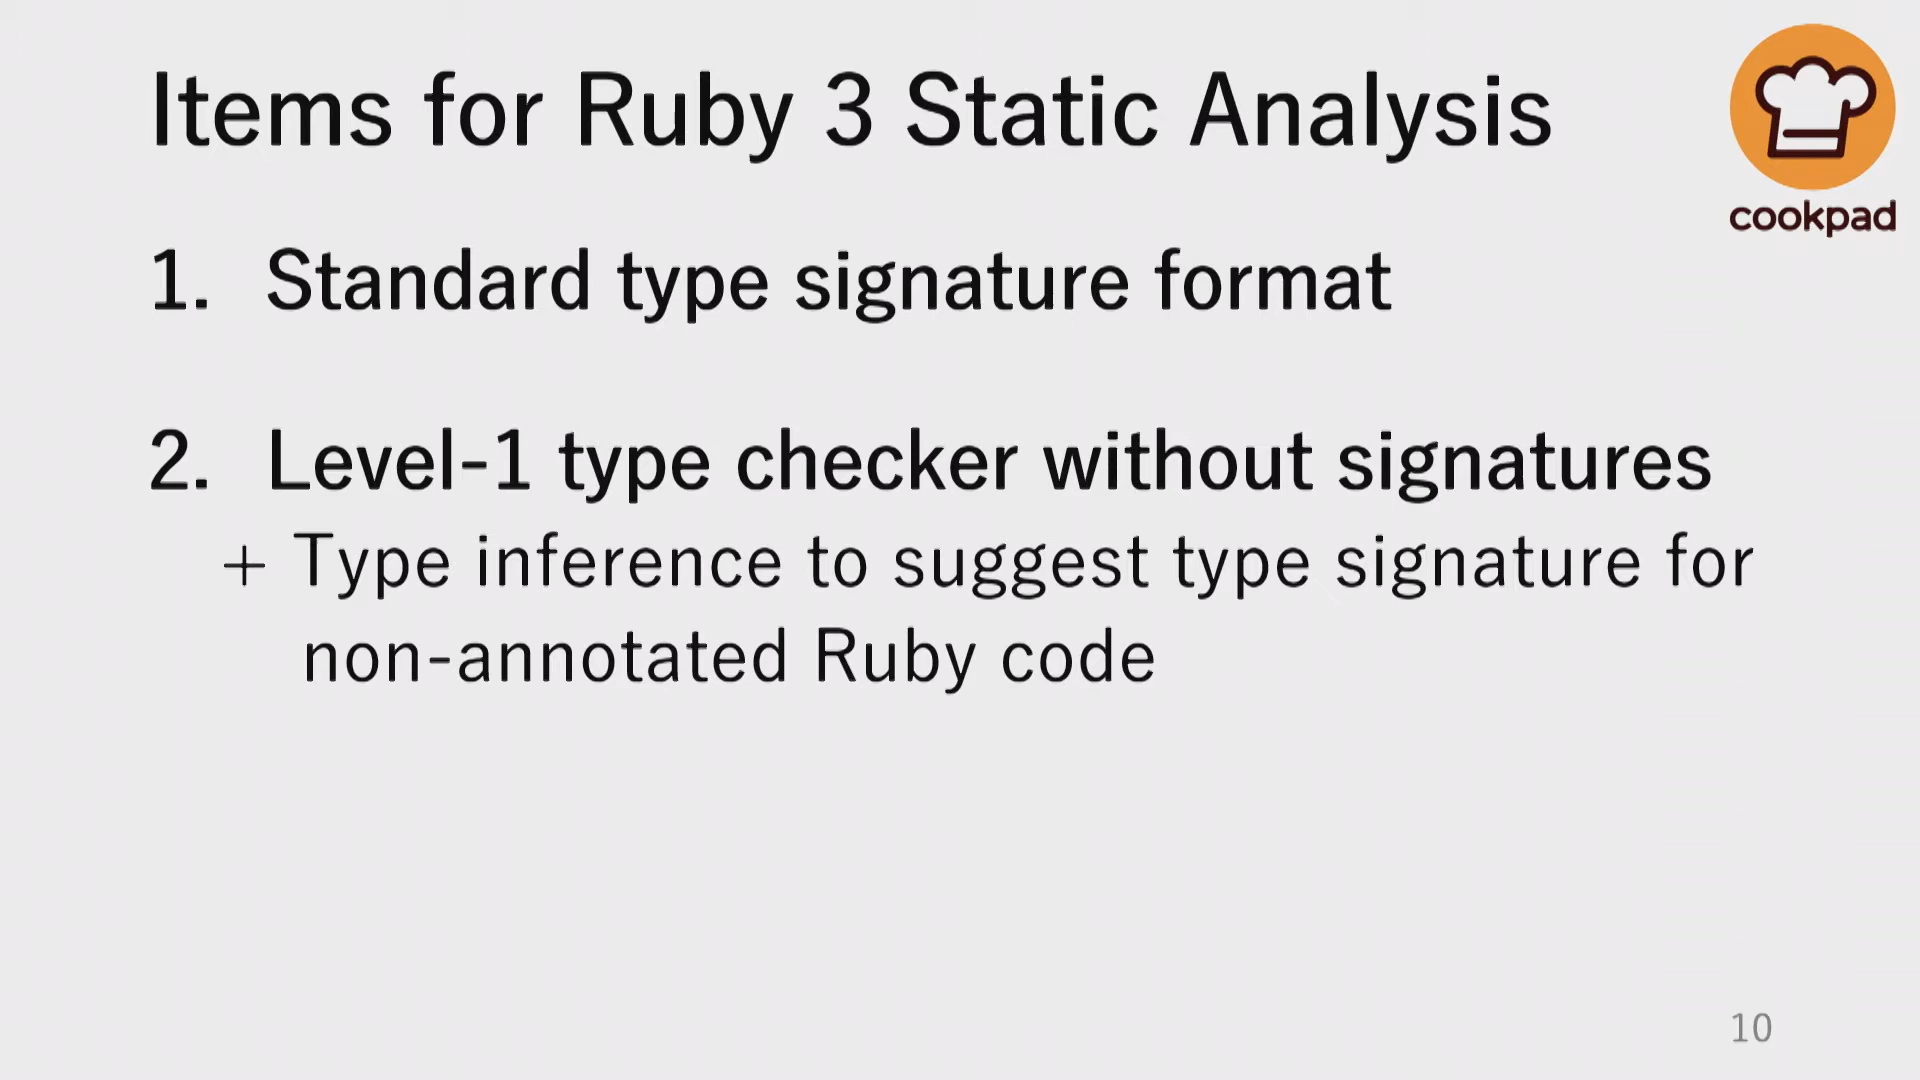 Items for Ruby 3 Static Analysis
cookpad
1. Standard type signature format
2. Level-1 type checker without signatures
+ Type inference to suggest type signature for
non-annotated Ruby code
10